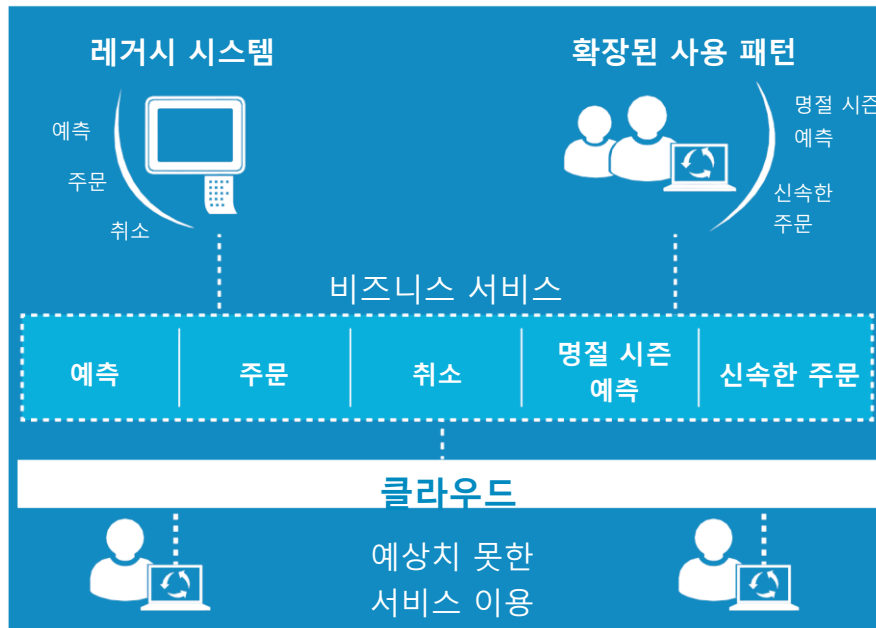 레거시 시스템
예측
주문
취소
확장된 사용 패턴
명절 시즌
예측
신속한
주문
비즈니스 서비스
예측
주문
취소
명절 시즌
예측
신속한 주문
클라우드
예상치 못한
서비스 이용